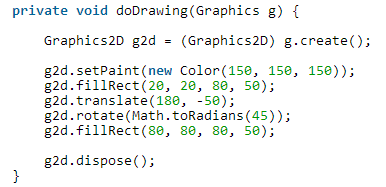 private void doDrawing(Graphics g) {
Graphics2D g2d = (Graphics2D) g.create();
g2d.setPaint(new Color(150, 150, 150));
g2d.fillRect(20, 20, 80, 50);
g2d.translate(180, -50);
g2d.rotate(Math.toRadians(45));
g2d.fillRect(80, 80, 80, 50);
g2d.dispose();
}